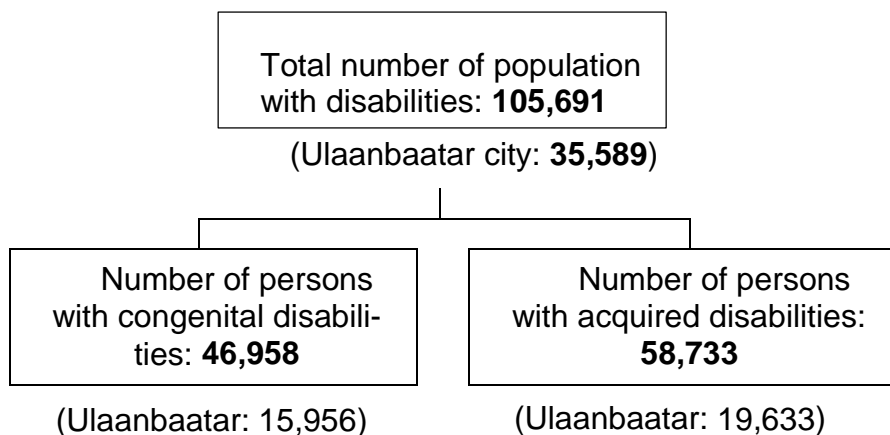 Total number of population
with disabilities: 105,691
(Ulaanbaatar city: 35,589)
Number of persons
with congenital disabili-
ties: 46,958
(Ulaanbaatar: 15,956)
Number of persons
with acquired disabilities:
58,733
(Ulaanbaatar: 19,633)